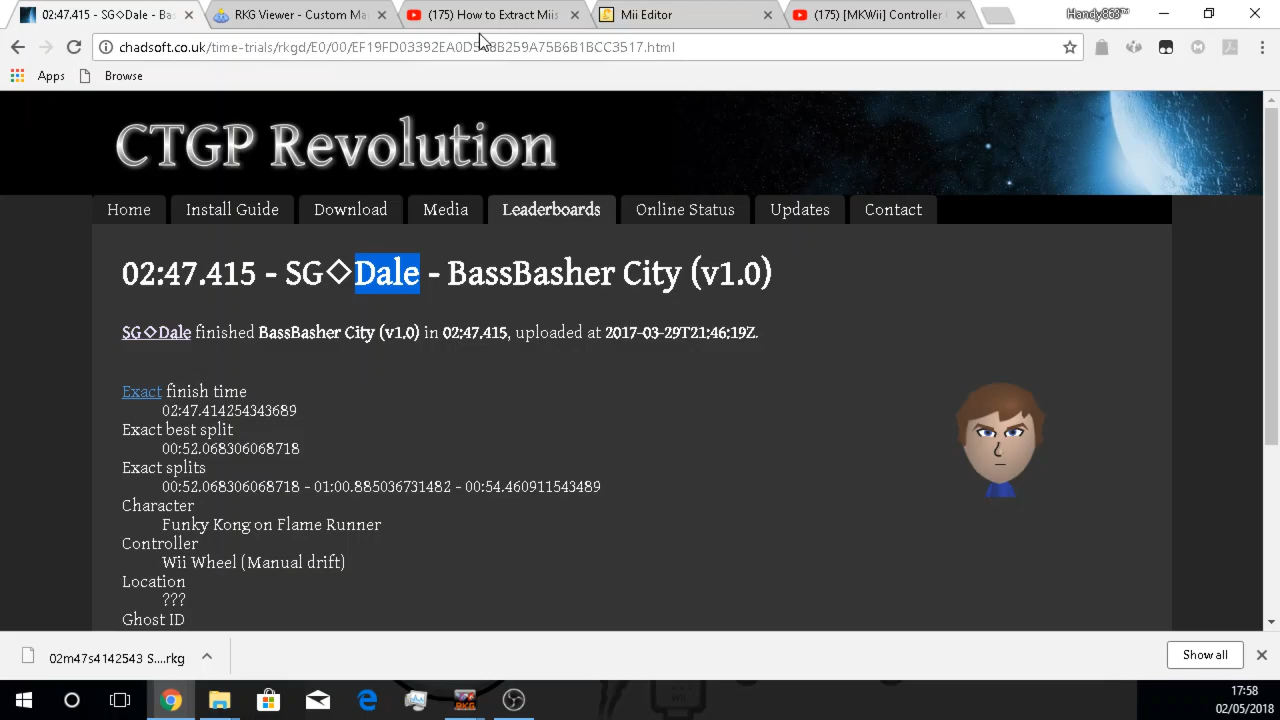 02:47.415 - SG◇Dale - Bas
RKG Viewer - Custom Ma
(175) How to Extract Miis
Mii Editor
(175) [MKWii] Controller
Handy863™
chadsoft.co.uk/time-trials/rkgd/E0/00/EF19FD03392EA0D5 8B259A75B6B1BCC3517.html
Apps Browse
CTGP Revolution
Home Install Guide Download Media Leaderboards Online Status Updates Contact
02:47.415 - SG◇Dale - BassBasher City (v1.0)
SG◇Dale finished BassBasher City (v1.0) in 02:47.415, uploaded at 2017-03-29T21:46:19Z.
Exact finish time
02:47.414254343689
Exact best split
00:52.068306068718
Exact splits
00:52.068306068718 - 01:00.885036731482 - 00:54.460911543489
Character
Funky Kong on Flame Runner
Controller
Wii Wheel (Manual drift)
Location
???
Ghost ID
02m47s4142543 S....rkg
Show all
17:58
02/05/2018